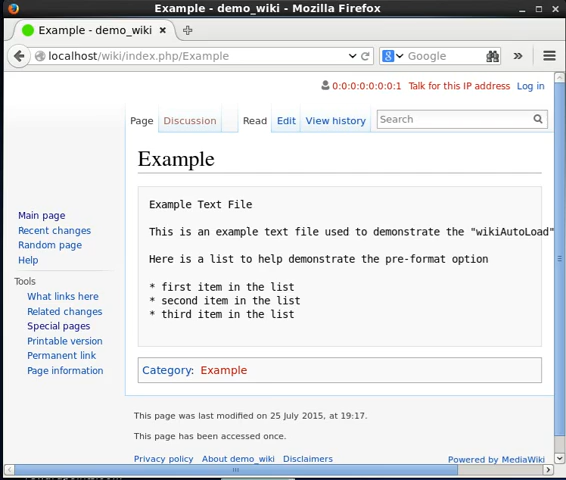 Example - demo_wiki - Mozilla Firefox
Example - demo_wiki
localhost/wiki/index.php/Example
Google
0:0:0:0:0:0:0:1 Talk for this IP address Log in
Page Discussion Read Edit View history Search
Example
Example Text File
This is an example text file used to demonstrate the "wikiAutoLoad"
Here is a list to help demonstrate the pre-format option
* first item in the list
* second item in the list
* third item in the list
Category: Example
Main page
Recent changes
Random page
Help
Tools
What links here
Related changes
Special pages
Printable version
Permanent link
Page information
This page was last modified on 25 July 2015, at 19:17.
This page has been accessed once.
Privacy policy About demo_wiki Disclaimers Powered by MediaWiki